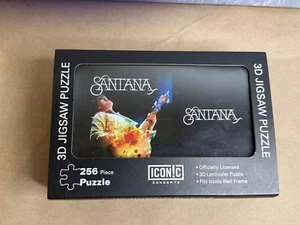 3D JIGSAW PUZZLE
SANTANA
SANTANA
3D JIGSAW PUZZLE
256 Piece
Puzzle
ICONIC
CONCEPTS
• Officially Licensed
• 3D Lenticular Puzzle
• Fits Iconic Wall Frame